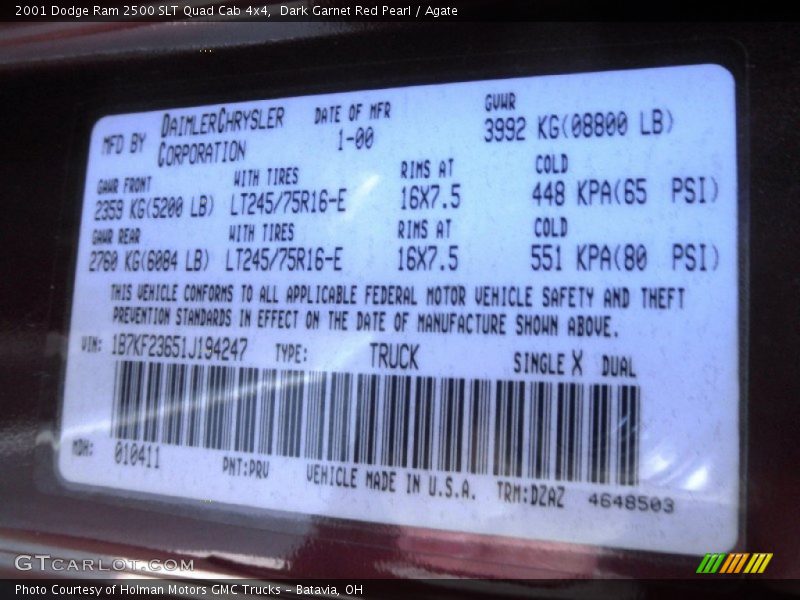 2001 Dodge Ram 2500 SLT Quad Cab 4x4, Dark Garnet Red Pearl / Agate
MFD BY DAIMLERCHRYSLER CORPORATION DATE OF MFR 1-00 GVWR 3992 KG(08800 LB)
GAWR FRONT WITH TIRES RIMS AT COLD
2359 KG(5200 LB) LT245/75R16-E 16X7.5 448 KPA(65 PSI)
GAWR REAR WITH TIRES RIMS AT COLD
2760 KG(6084 LB) LT245/75R16-E 16X7.5 551 KPA(80 PSI)
THIS VEHICLE CONFORMS TO ALL APPLICABLE FEDERAL MOTOR VEHICLE SAFETY AND THEFT
PREVENTION STANDARDS IN EFFECT ON THE DATE OF MANUFACTURE SHOWN ABOVE.
VIN: 1B7KF23651J194247 TYPE: TRUCK SINGLE X DUAL
MDH: 010411 PNT:PRV VEHICLE MADE IN U.S.A. TRM:DZAZ 4648503
GTCARLOT.COM
Photo Courtesy of Holman Motors GMC Trucks - Batavia, OH